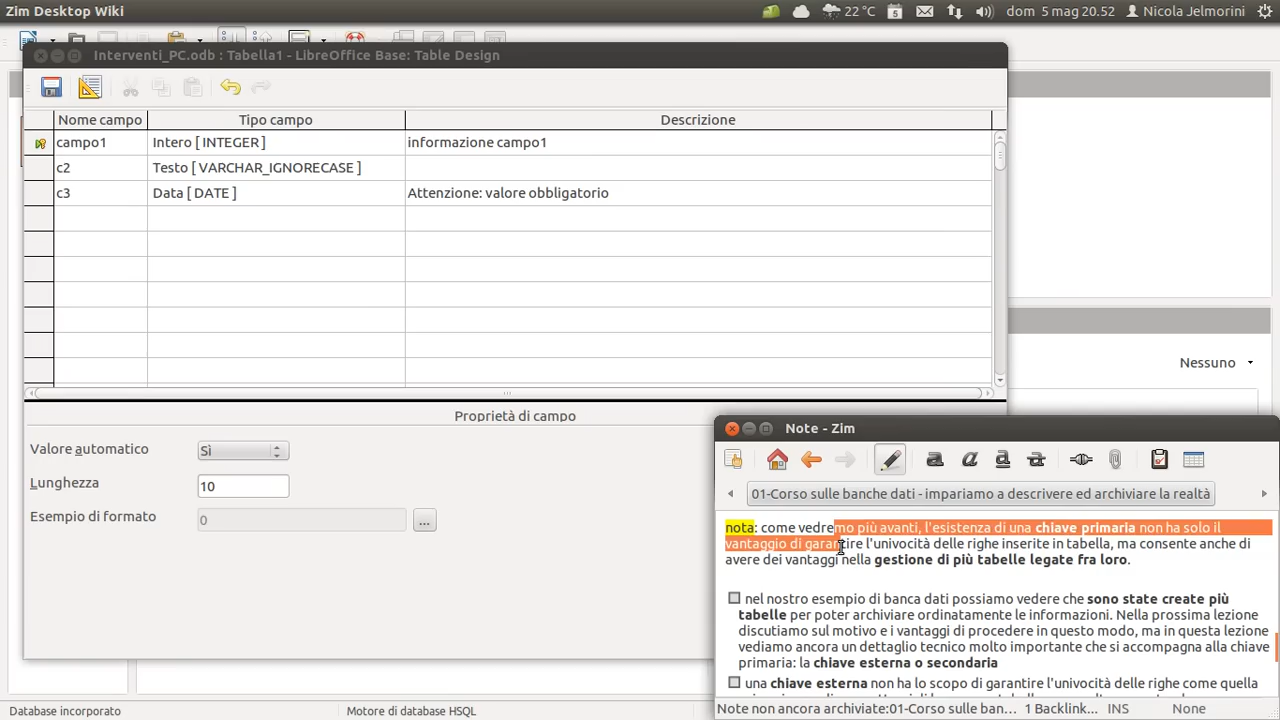 Zim Desktop Wiki
22 °C
5
dom 5 mag 20.52
Nicola Jelmorini
Interventi_PC.odb : Tabella1 - LibreOffice Base: Table Design
Nome campo Tipo campo Descrizione
campo1 Intero [ INTEGER ] informazione campo1
c2 Testo [ VARCHAR_IGNORECASE ]
c3 Data [ DATE ] Attenzione: valore obbligatorio
Nessuno
Proprietà di campo
Valore automatico Sì
Lunghezza 10
Esempio di formato 0 ...
Note - Zim
01-Corso sulle banche dati - impariamo a descrivere ed archiviare la realtà
nota: come vedremo più avanti, l'esistenza di una chiave primaria non ha solo il
vantaggio di garantire l'univocità delle righe inserite in tabella, ma consente anche di
avere dei vantaggi nella gestione di più tabelle legate fra loro.
nel nostro esempio di banca dati possiamo vedere che sono state create più
tabelle per poter archiviare ordinatamente le informazioni. Nella prossima lezione
discutiamo sul motivo e i vantaggi di procedere in questo modo, ma in questa lezione
vediamo ancora un dettaglio tecnico molto importante che si accompagna alla chiave
primaria: la chiave esterna o secondaria
una chiave esterna non ha lo scopo di garantire l'univocità delle righe come quella
Note non ancora archiviate:01-Corso sulle ban... 1 Backlink... INS None
Database incorporato Motore di database HSQL